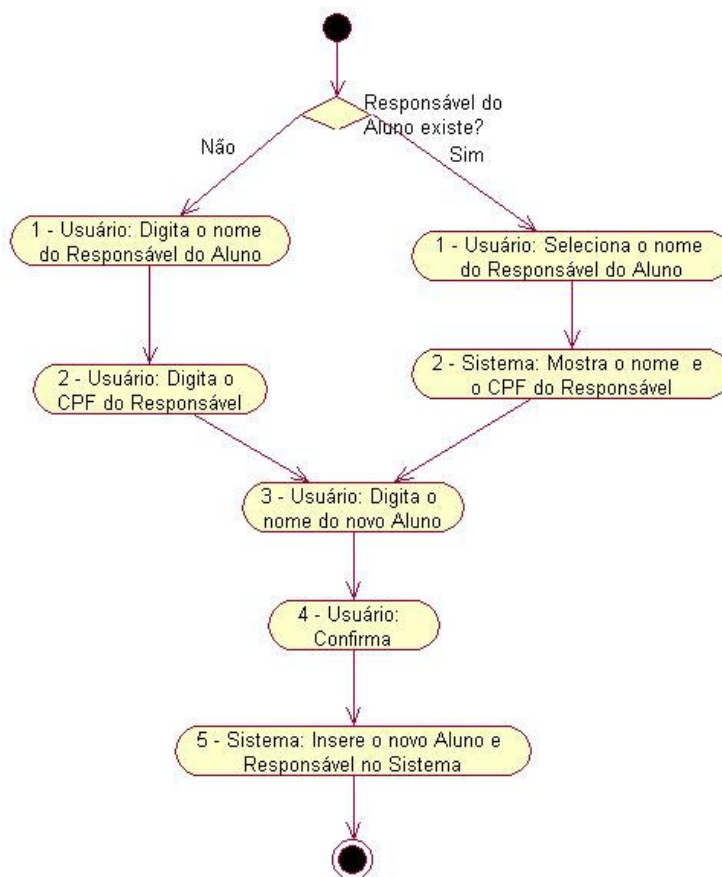 Responsável do
Aluno existe?
Não
Sim
1 - Usuário: Digita o nome
do Responsável do Aluno
1 - Usuário: Seleciona o nome
do Responsável do Aluno
2 - Usuário: Digita o
CPF do Responsável
2 - Sistema: Mostra o nome e
o CPF do Responsável
3 - Usuário: Digita o
nome do novo Aluno
4 - Usuário:
Confirma
5 - Sistema: Insere o novo Aluno e
Responsável no Sistema